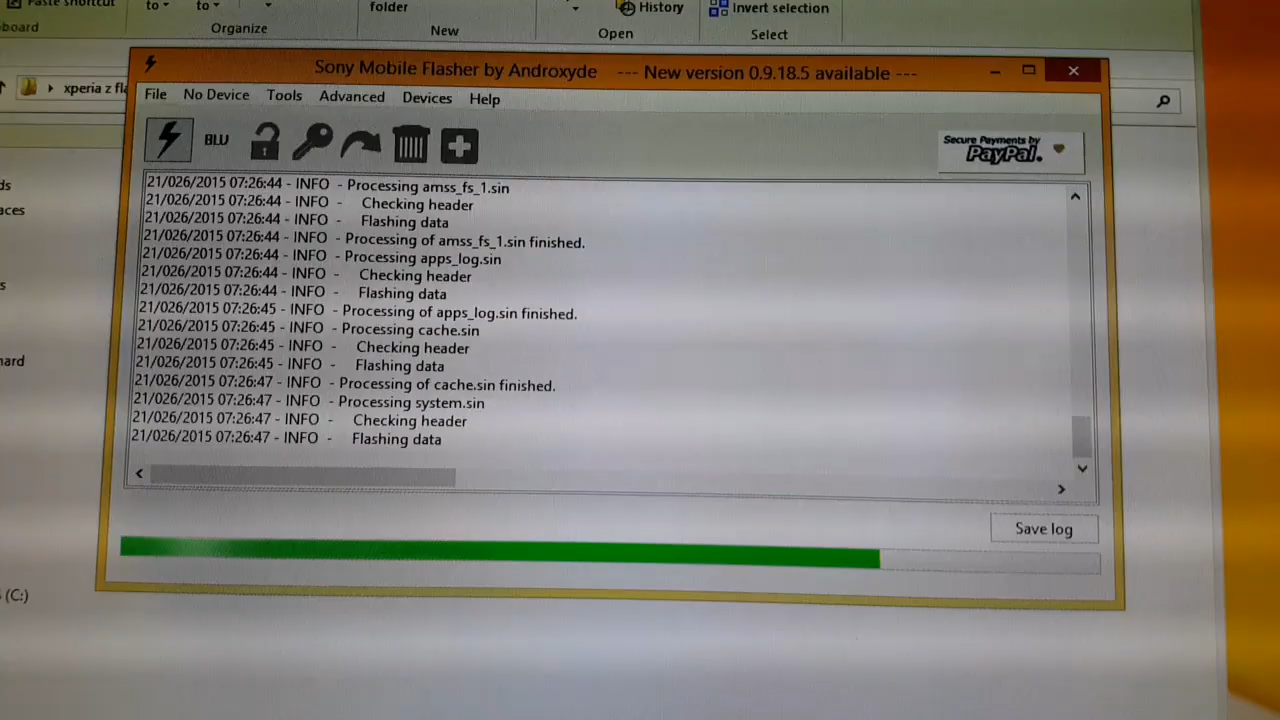 Paste shortcut
board
to
to
Organize
folder
New
History
Open
Invert selection
Select
Sony Mobile Flasher by Androxyde --- New version 0.9.18.5 available ---
xperia z fla
File No Device Tools Advanced Devices Help
BLU
Secure Payments by
PayPal.
21/026/2015 07:26:44 - INFO - Processing amss_fs_1.sin
21/026/2015 07:26:44 - INFO - Checking header
21/026/2015 07:26:44 - INFO - Flashing data
21/026/2015 07:26:44 - INFO - Processing of amss_fs_1.sin finished.
21/026/2015 07:26:44 - INFO - Processing apps_log.sin
21/026/2015 07:26:44 - INFO - Checking header
21/026/2015 07:26:44 - INFO - Flashing data
21/026/2015 07:26:45 - INFO - Processing of apps_log.sin finished.
21/026/2015 07:26:45 - INFO - Processing cache.sin
21/026/2015 07:26:45 - INFO - Checking header
21/026/2015 07:26:45 - INFO - Flashing data
21/026/2015 07:26:47 - INFO - Processing of cache.sin finished.
21/026/2015 07:26:47 - INFO - Processing system.sin
21/026/2015 07:26:47 - INFO - Checking header
21/026/2015 07:26:47 - INFO - Flashing data
ds
aces
s
hard
(C:)
Save log